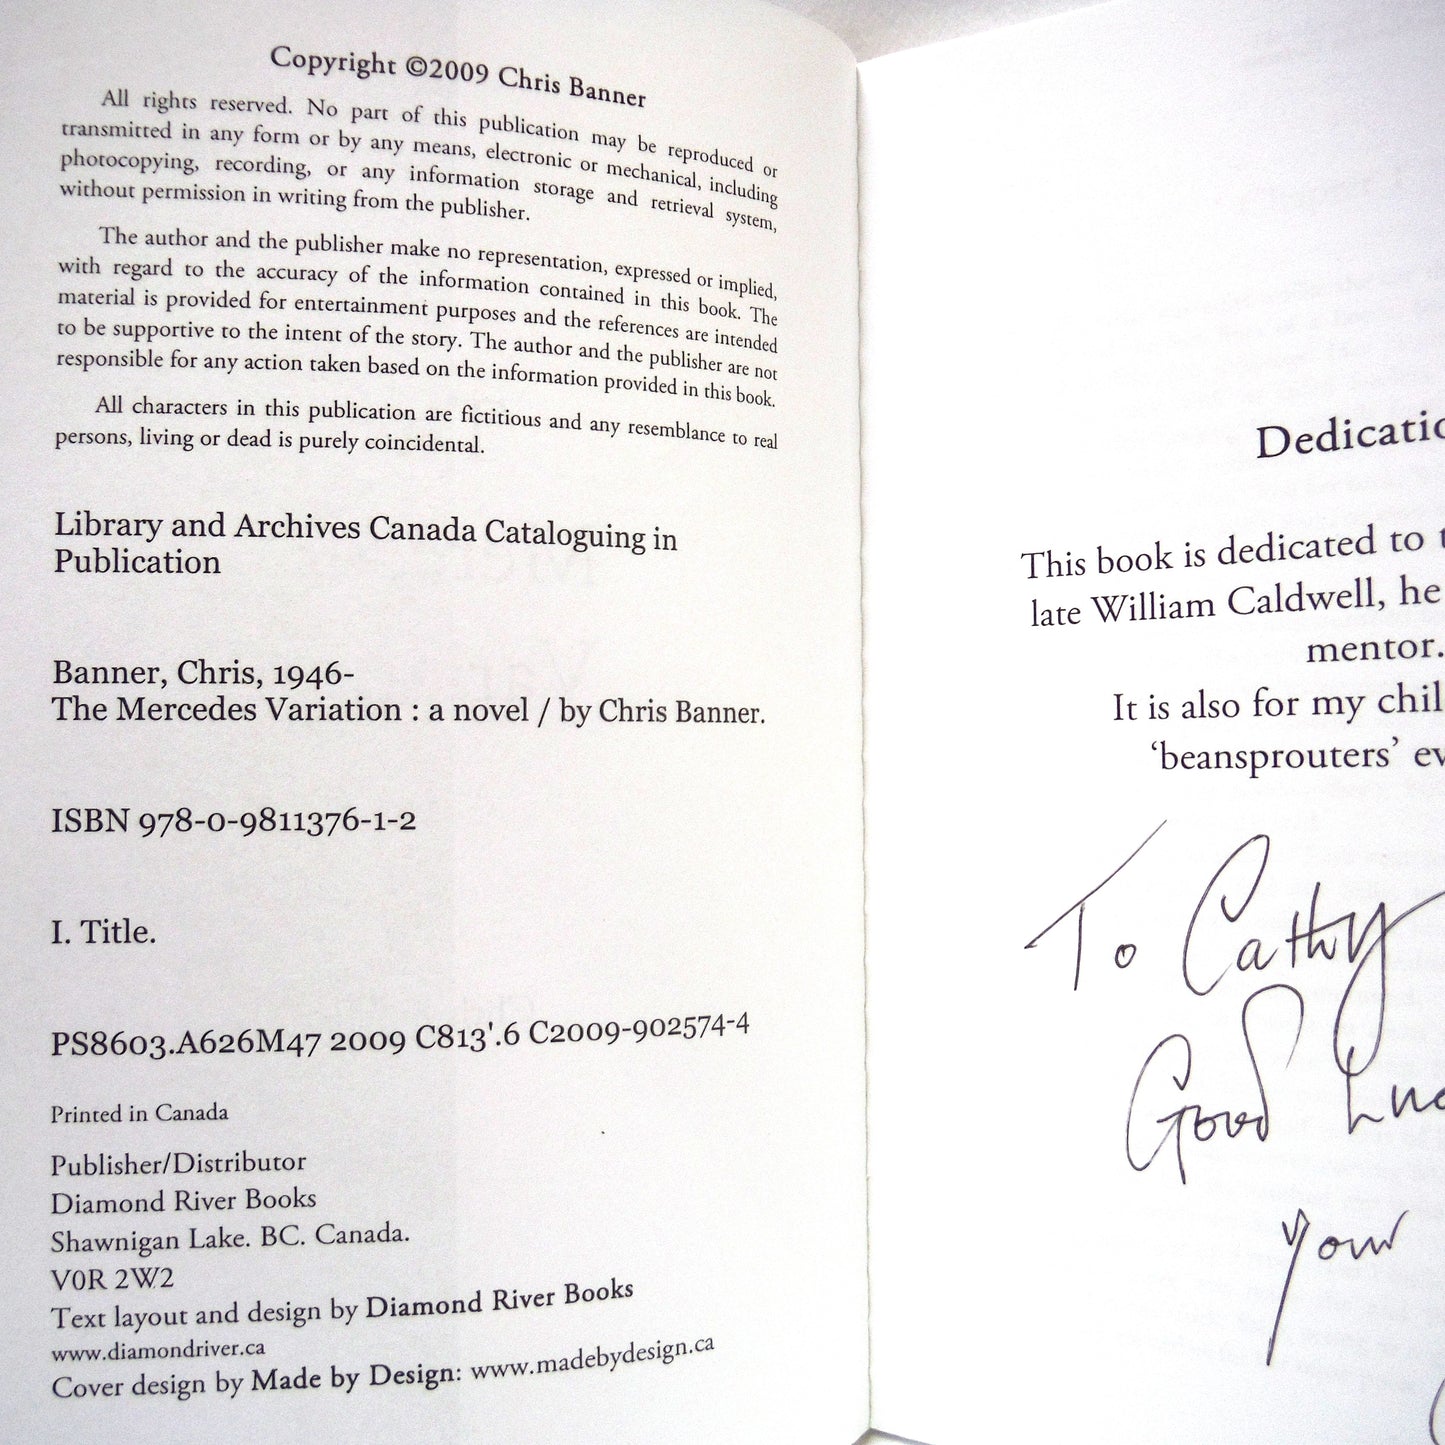 Copyright ©2009 Chris Banner
All rights reserved. No part of this publication may be reproduced or
transmitted in any form or by any means, electronic or mechanical, including
photocopying, recording, or any information storage and retrieval system,
without permission in writing from the publisher.
The author and the publisher make no representation, expressed or implied,
with regard to the accuracy of the information contained in this book. The
material is provided for entertainment purposes and the references are intended
to be supportive to the intent of the story. The author and the publisher are not
responsible for any action taken based on the information provided in this book.
All characters in this publication are fictitious and any resemblance to real
persons, living or dead is purely coincidental.
Library and Archives Canada Cataloguing in
Publication
Banner, Chris, 1946-
The Mercedes Variation : a novel / by Chris Banner.
ISBN 978-0-9811376-1-2
I. Title.
PS8603.A626M47 2009 C813'.6 C2009-902574-4
Printed in Canada
Publisher/Distributor
Diamond River Books
Shawnigan Lake. BC. Canada.
V0R 2W2
Text layout and design by Diamond River Books
www.diamondriver.ca
Cover design by Made by Design: www.madebydesign.ca
This book is dedicated to
late William Caldwell, he
mentor.
It is also for my
'beansprouters'
To Cathy
Good